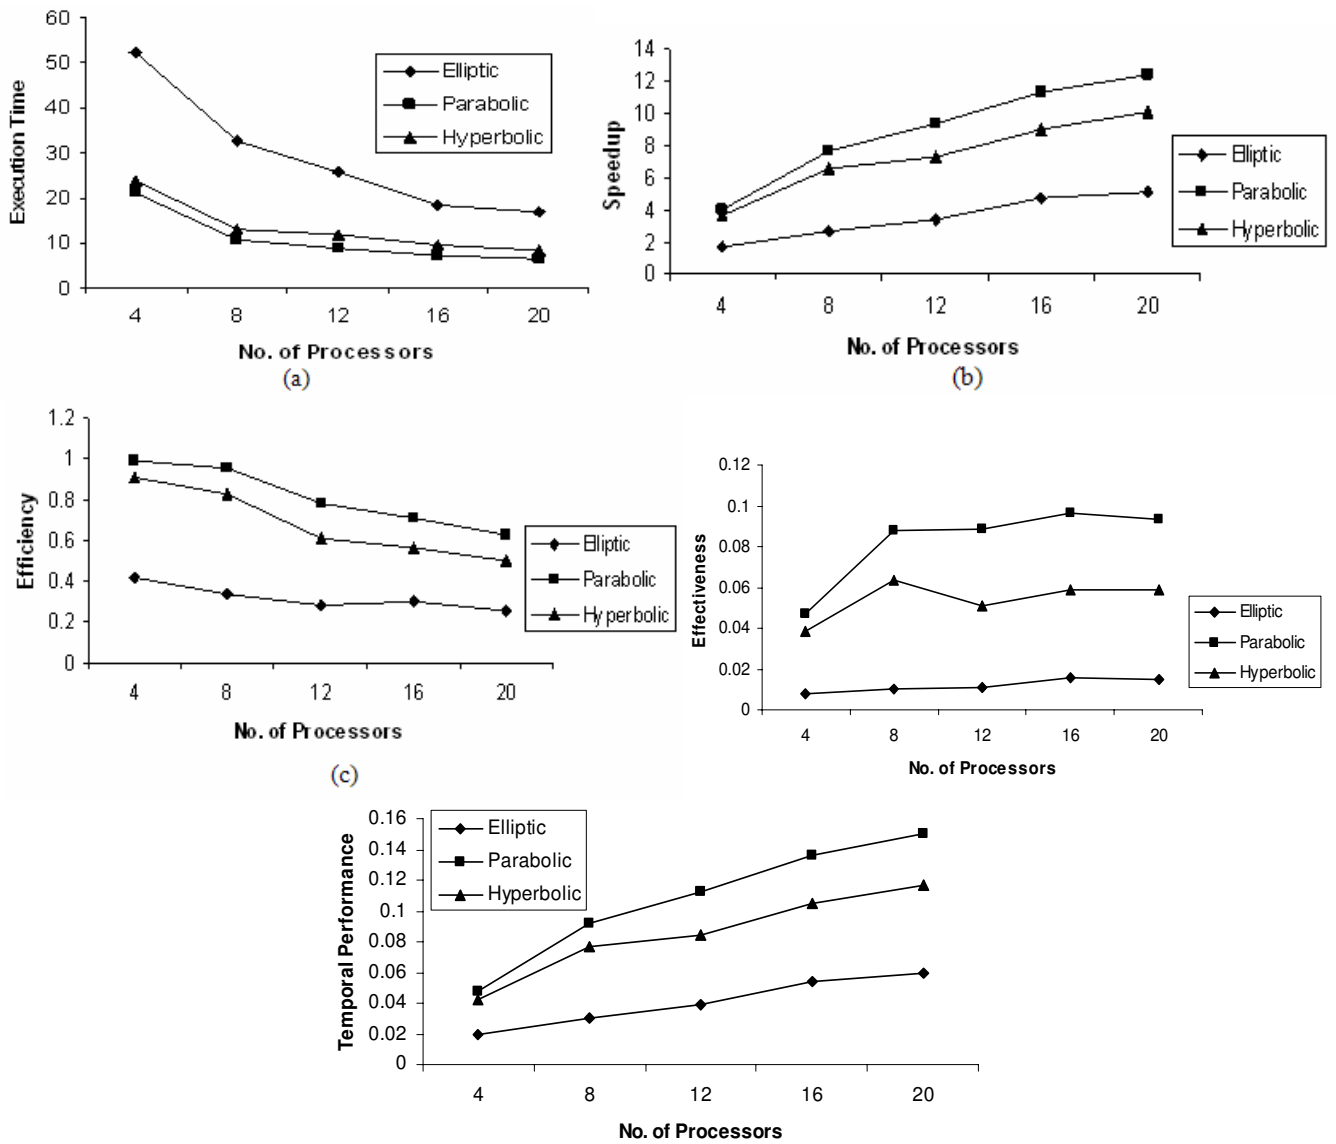 60
50
40
30
20
10
0
Execution Time
Elliptic
Parabolic
Hyperbolic
4 8 12 16 20
No. of Processors
(a)
14
12
10
8
6
4
2
0
Speedup
Elliptic
Parabolic
Hyperbolic
4 8 12 16 20
No. of Processors
(b)
1.2
1
0.8
0.6
0.4
0.2
0
Efficiency
Elliptic
Parabolic
Hyperbolic
4 8 12 16 20
No. of Processors
(c)
0.12
0.1
0.08
0.06
0.04
0.02
0
Effectiveness
Elliptic
Parabolic
Hyperbolic
4 8 12 16 20
No. of Processors
0.16
0.14
0.12
0.1
0.08
0.06
0.04
0.02
0
Temporal Performance
Elliptic
Parabolic
Hyperbolic
4 8 12 16 20
No. of Processors